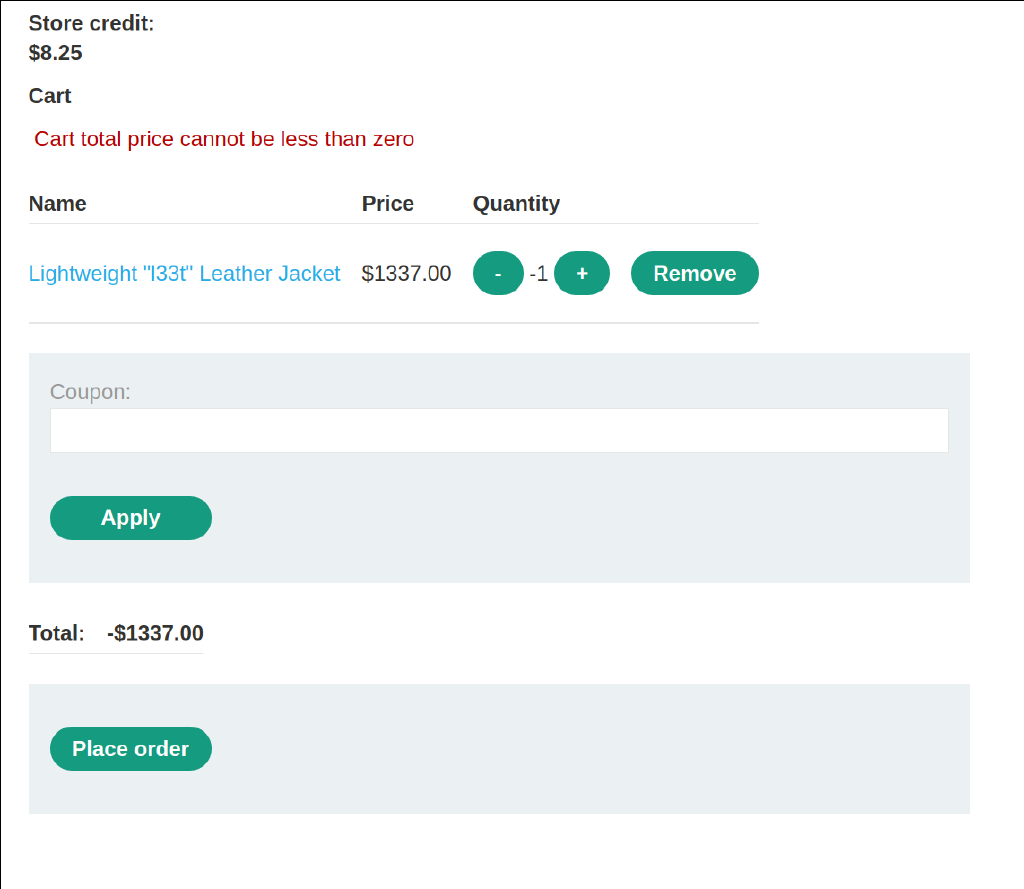 Store credit:
$8.25
Cart
Cart total price cannot be less than zero
Name Price Quantity
Lightweight "l33t" Leather Jacket $1337.00 - -1 + Remove
Coupon:
Apply
Total: -$1337.00
Place order